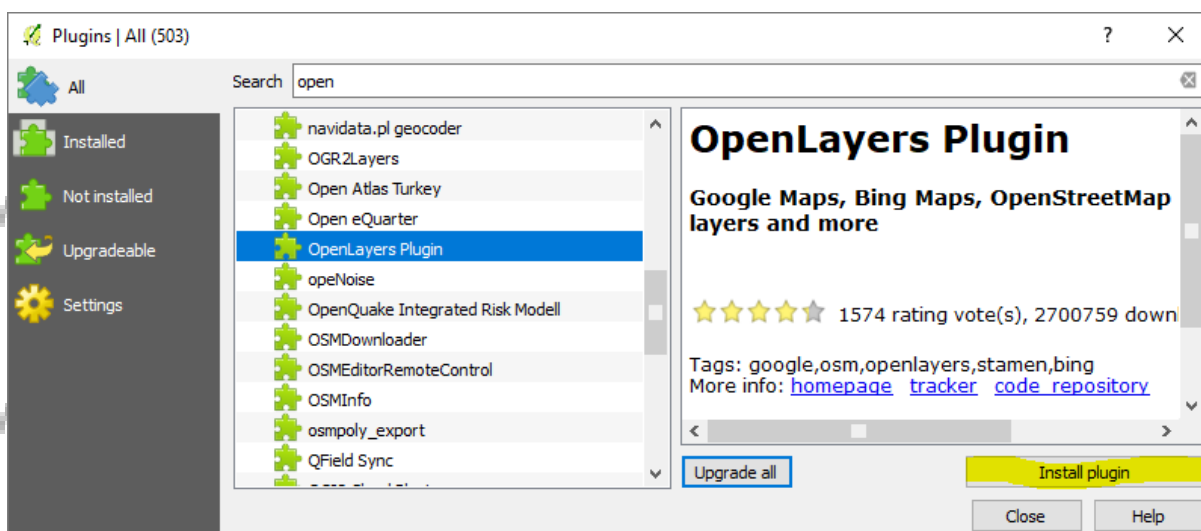 Plugins | All (503)
?
All
Installed
Not installed
Upgradeable
Settings
Search open
navidata.pl geocoder
OGR2Layers
Open Atlas Turkey
Open eQuarter
OpenLayers Plugin
opeNoise
OpenQuake Integrated Risk Modell
OSMDownloader
OSMEditorRemoteControl
OSMInfo
osmpoly_export
QField Sync
OpenLayers Plugin
Google Maps, Bing Maps, OpenStreetMap
layers and more
1574 rating vote(s), 2700759 down
Tags: google,osm,openlayers,stamen,bing
More info: homepage tracker code repository
Upgrade all
Install plugin
Close
Help